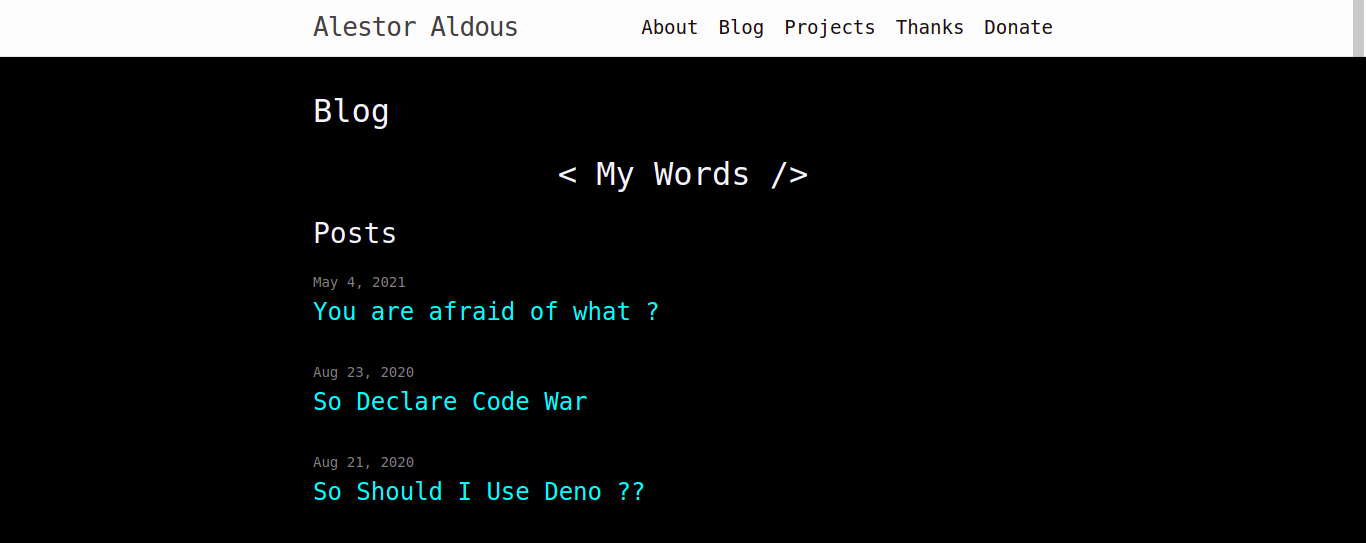 Alestor Aldous About Blog Projects Thanks Donate
Blog
< My Words />
Posts
May 4, 2021
You are afraid of what ?
Aug 23, 2020
So Declare Code War
Aug 21, 2020
So Should I Use Deno ??